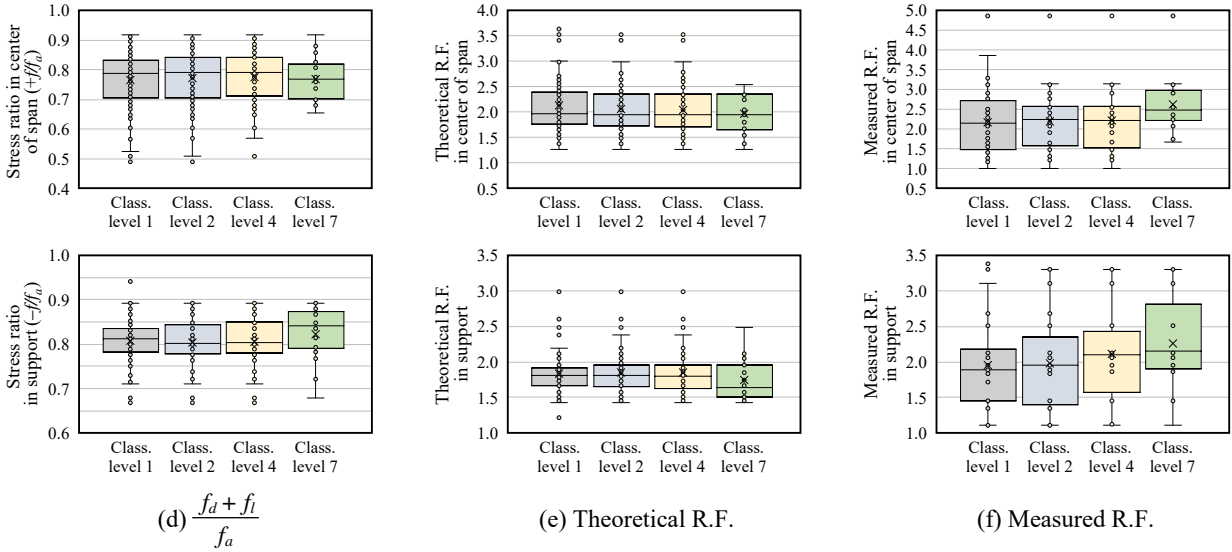 Stress ratio in center
of span (+f/fa)
1.0
0.9
0.8
0.7
0.6
0.5
0.4
Class.
level 1
Class.
level 2
Class.
level 4
Class.
level 7
Theoretical R.F.
in center of span
4.0
3.5
3.0
2.5
2.0
1.5
1.0
0.5
Class.
level 1
Class.
level 2
Class.
level 4
Class.
level 7
Measured R.F.
in center of span
5.0
4.5
4.0
3.5
3.0
2.5
2.0
1.5
1.0
0.5
Class.
level 1
Class.
level 2
Class.
level 4
Class.
level 7
Stress ratio
in support (–f/fa)
1.0
0.9
0.8
0.7
0.6
Class.
level 1
Class.
level 2
Class.
level 4
Class.
level 7
Theoretical R.F.
in support
3.5
3.0
2.5
2.0
1.5
1.0
Class.
level 1
Class.
level 2
Class.
level 4
Class.
level 7
Measured R.F.
in support
3.5
3.0
2.5
2.0
1.5
1.0
Class.
level 1
Class.
level 2
Class.
level 4
Class.
level 7
(d) fd + fl
fa
(e) Theoretical R.F.
(f) Measured R.F.